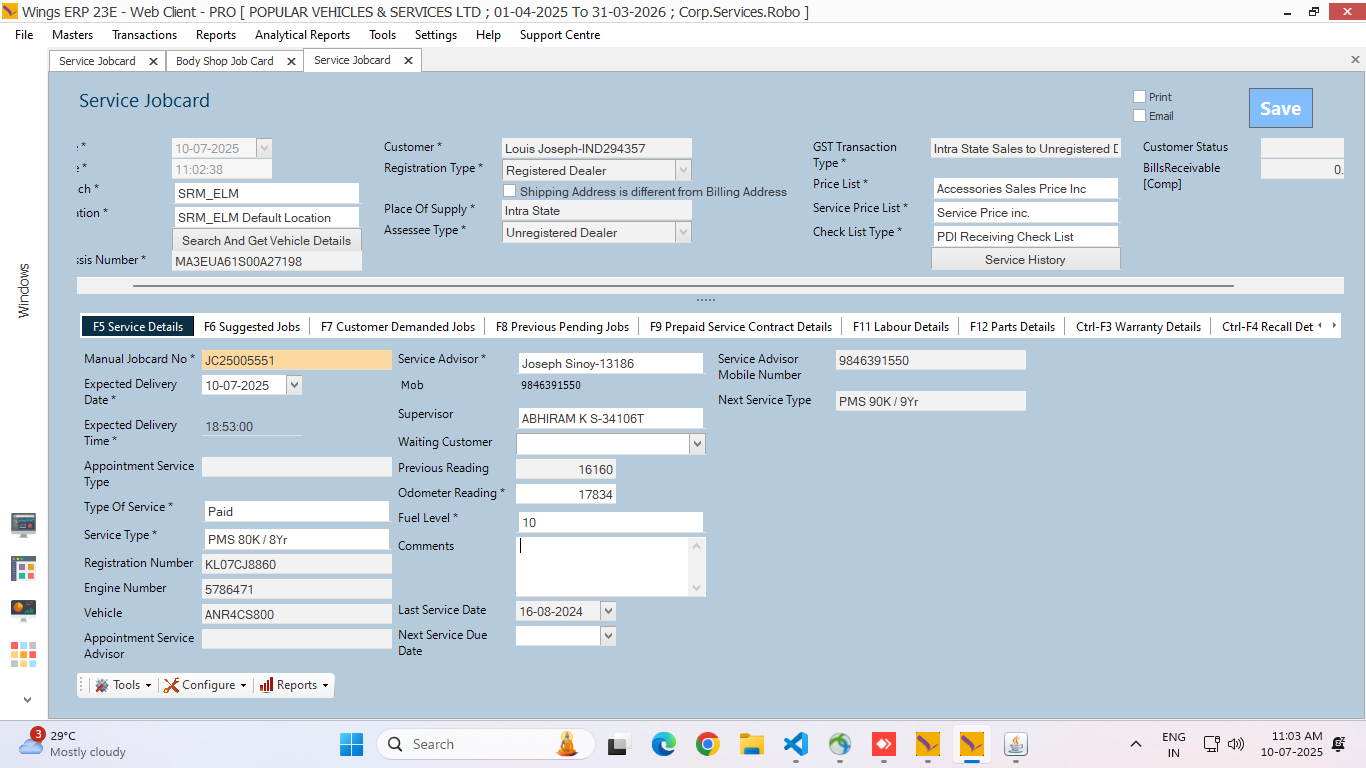 Wings ERP 23E - Web Client - PRO [ POPULAR VEHICLES & SERVICES LTD ; 01-04-2025 To 31-03-2026 ; Corp.Services.Robo ]
File Masters Transactions Reports Analytical Reports Tools Settings Help Support Centre
Service Jobcard Body Shop Job Card Service Jobcard
Service Jobcard
Print
Email
Save
10-07-2025
11:02:38
SRM_ELM
SRM_ELM Default Location
Search And Get Vehicle Details
ssis Number * MA3EUA61S00A27198
Customer * Louis Joseph-IND294357
Registration Type * Registered Dealer
Shipping Address is different from Billing Address
Place Of Supply * Intra State
Assessee Type * Unregistered Dealer
GST Transaction Type * Intra State Sales to Unregistered D
Price List * Accessories Sales Price Inc
Service Price List * Service Price inc.
Check List Type * PDI Receiving Check List
Service History
Customer Status
BillsReceivable [Comp] 0.
Windows
F5 Service Details F6 Suggested Jobs F7 Customer Demanded Jobs F8 Previous Pending Jobs F9 Prepaid Service Contract Details F11 Labour Details F12 Parts Details Ctrl-F3 Warranty Details Ctrl-F4 Recall Det
Manual Jobcard No * JC25005551
Expected Delivery Date * 10-07-2025
Expected Delivery Time * 18:53:00
Appointment Service Type
Type Of Service * Paid
Service Type * PMS 80K / 8Yr
Registration Number KL07CJ8860
Engine Number 5786471
Vehicle ANR4CS800
Appointment Service Advisor
Service Advisor * Joseph Sinoy-13186
Mob 9846391550
Supervisor ABHIRAM K S-34106T
Waiting Customer
Previous Reading 16160
Odometer Reading * 17834
Fuel Level * 10
Comments
Last Service Date 16-08-2024
Next Service Due Date
Service Advisor Mobile Number 9846391550
Next Service Type PMS 90K / 9Yr
Tools Configure Reports
3
29°C
Mostly cloudy
Search
ENG
IN
11:03 AM
10-07-2025